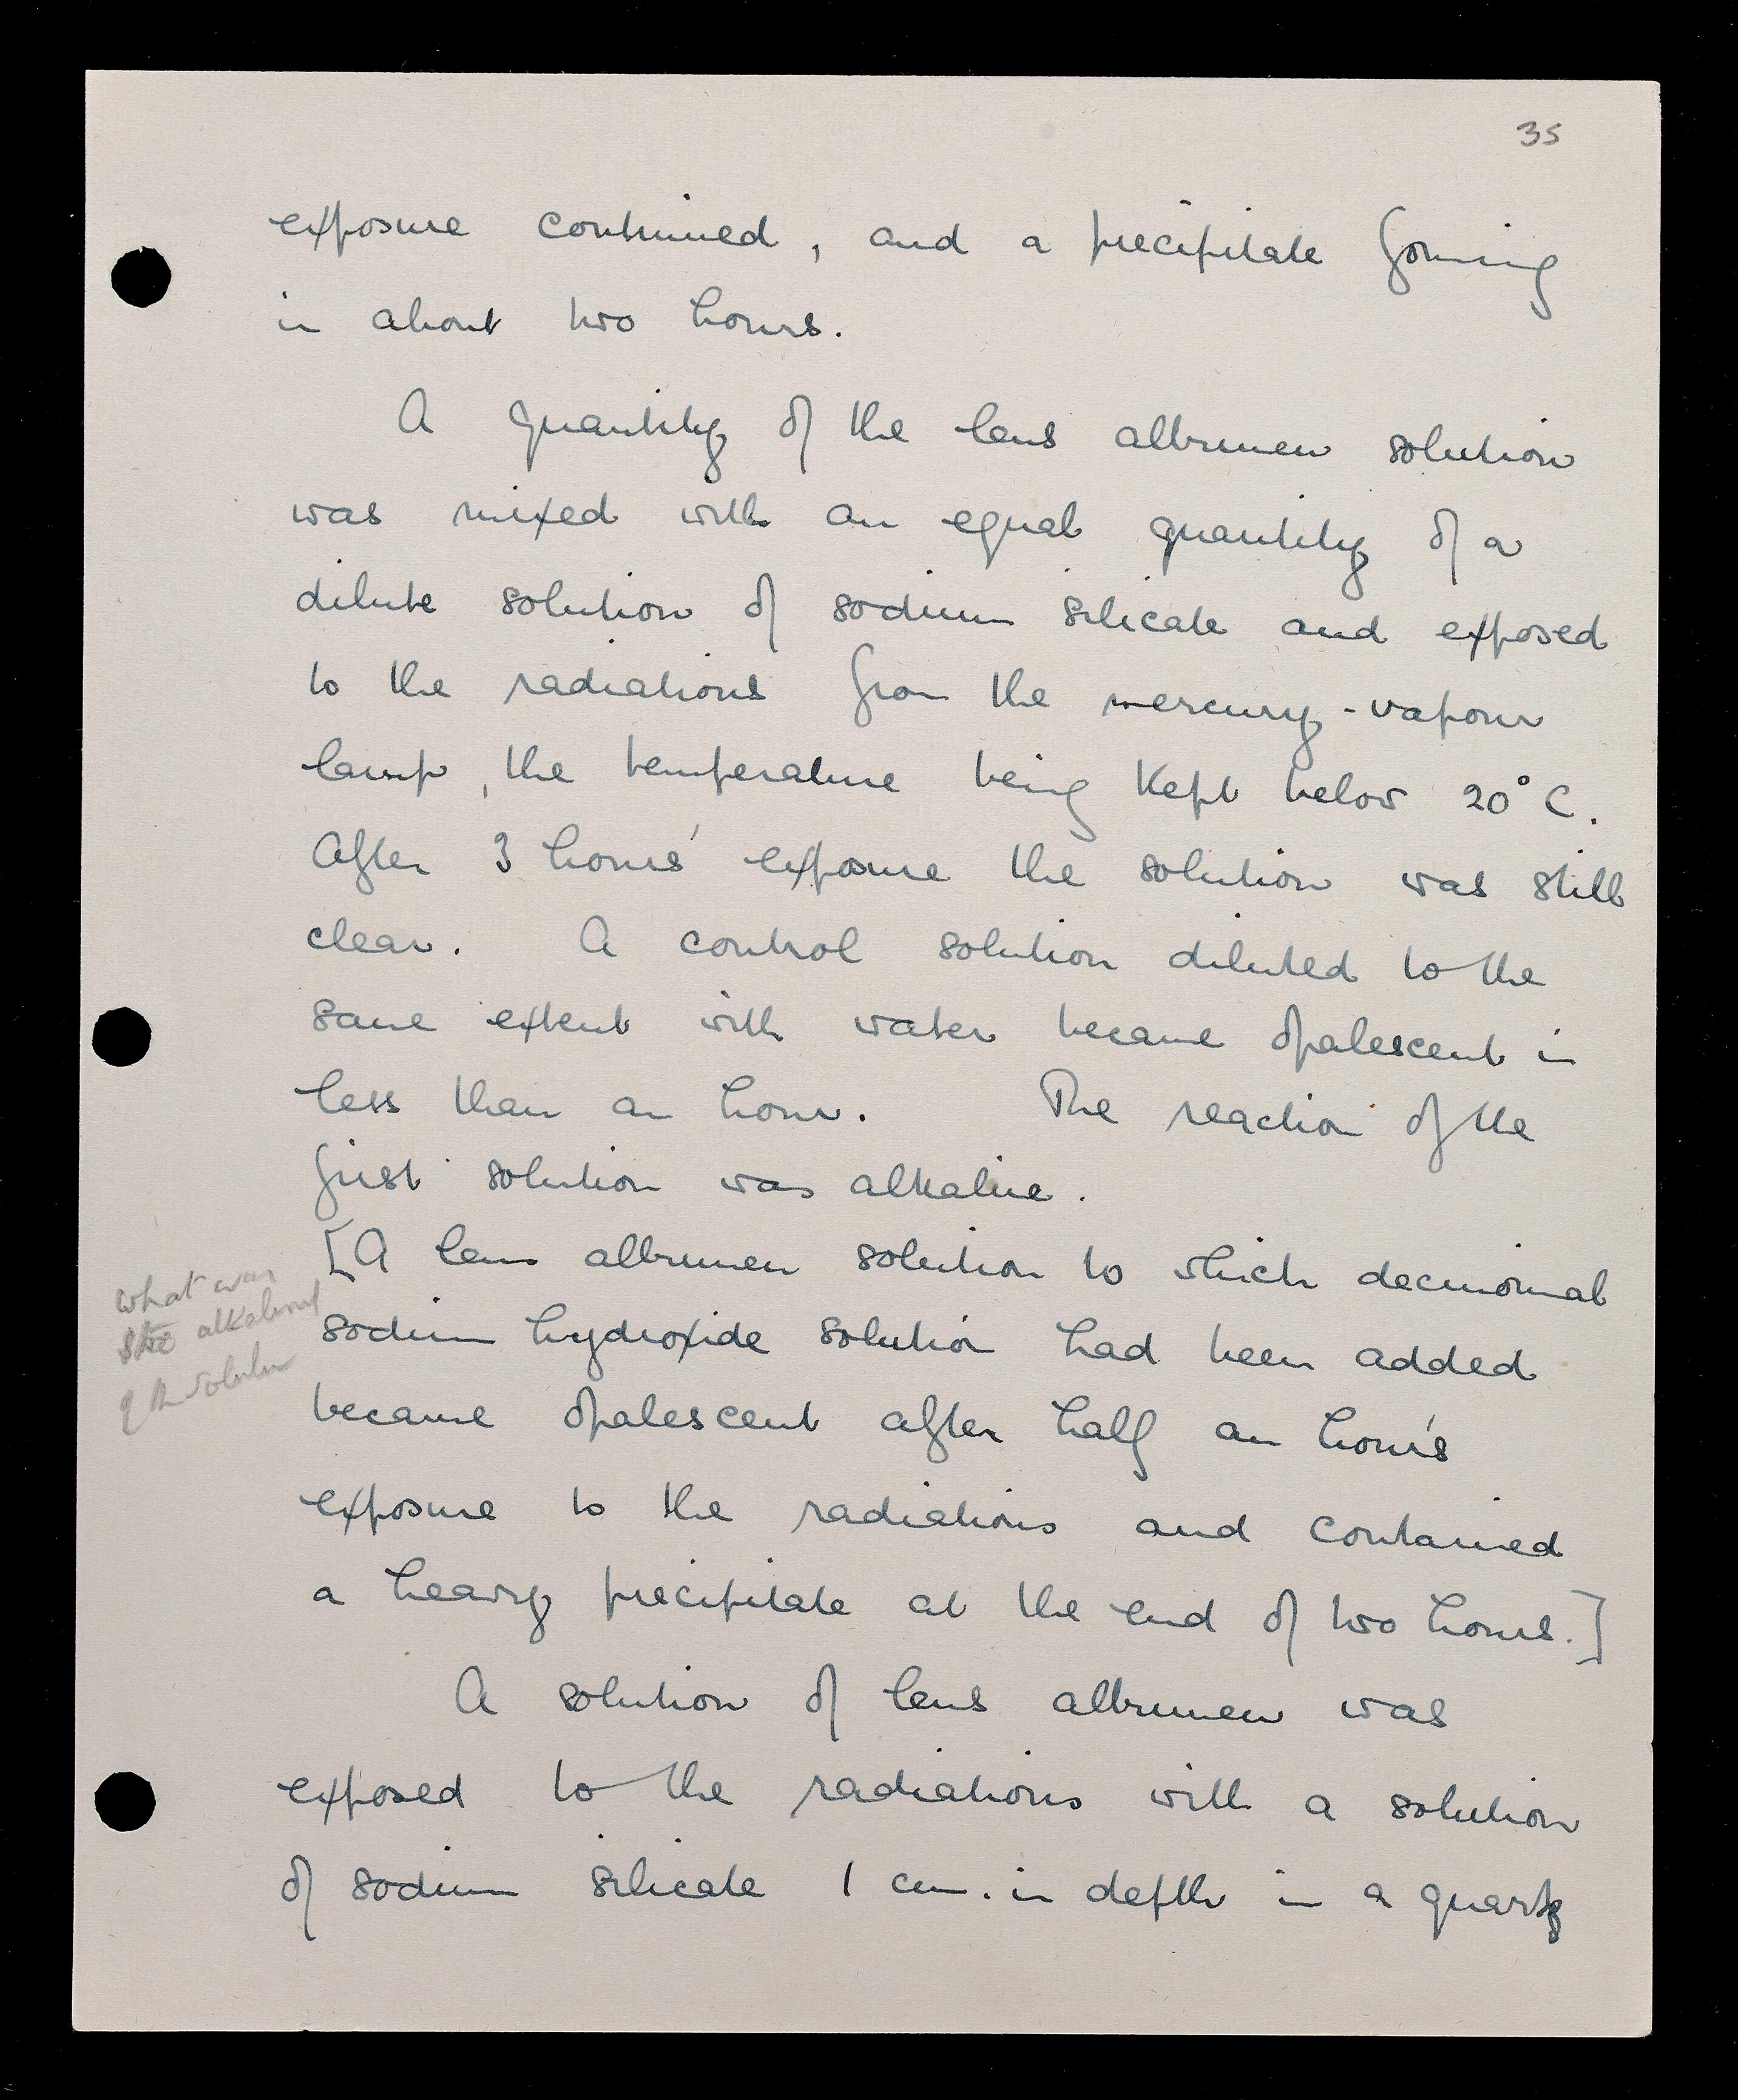 35
exposure continued, and a precipitate forming
in about two hours.
A quantity of the lens albumen solution
was mixed with an equal quantity of a
dilute solution of sodium silicate and exposed
to the radiations from the mercury-vapour
lamp, the temperature being kept below 20°C.
After 3 hours' exposure the solution was still
clear. A control solution diluted to the
same extent with water became opalescent in
less than an hour. The reaction of the
first solution was alkaline.
[A lens albumen solution to which decinormal
sodium hydroxide solution had been added
became opalescent after half an hour's
exposure to the radiations and contained
a heavy precipitate at the end of two hours.]
what was
the
of the solution
A solution of lens albumen was
exposed to the radiations with a solution
of sodium silicate 1 cm. in depth in a quartz